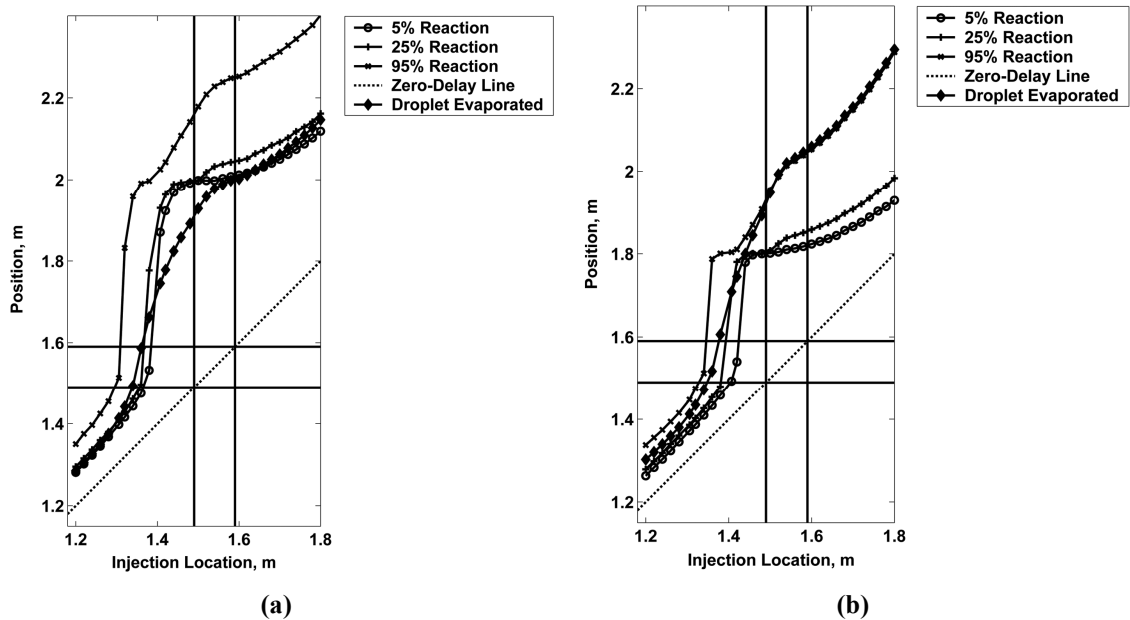 5% Reaction
25% Reaction
95% Reaction
Zero-Delay Line
Droplet Evaporated
2.2
2
1.8
1.6
1.4
1.2
Position, m
1.2 1.4 1.6 1.8
Injection Location, m
(a)
5% Reaction
25% Reaction
95% Reaction
Zero-Delay Line
Droplet Evaporated
2.2
2
1.8
1.6
1.4
1.2
Position, m
1.2 1.4 1.6 1.8
Injection Location, m
(b)